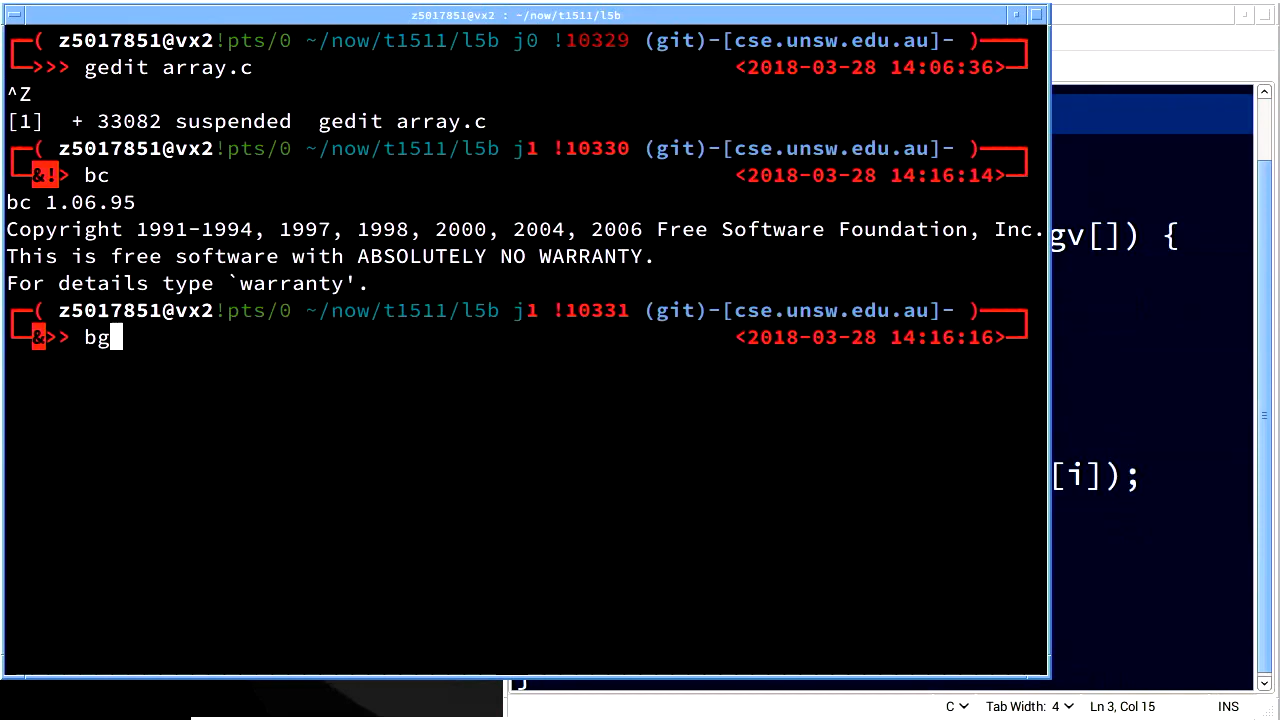 z5017851@vx2 : ~/now/t1511/l5b
( z5017851@vx2!pts/0 ~/now/t1511/l5b j0 !10329 (git)-[cse.unsw.edu.au]- )
>>> gedit array.c <2018-03-28 14:06:36>
^Z
[1]  + 33082 suspended  gedit array.c
( z5017851@vx2!pts/0 ~/now/t1511/l5b j1 !10330 (git)-[cse.unsw.edu.au]- )
&!> bc <2018-03-28 14:16:14>
bc 1.06.95
Copyright 1991-1994, 1997, 1998, 2000, 2004, 2006 Free Software Foundation, Inc.
This is free software with ABSOLUTELY NO WARRANTY.
For details type `warranty'.
( z5017851@vx2!pts/0 ~/now/t1511/l5b j1 !10331 (git)-[cse.unsw.edu.au]- )
&>> bg <2018-03-28 14:16:16>
gv[]) {
[i]);
}
C Tab Width: 4 Ln 3, Col 15 INS